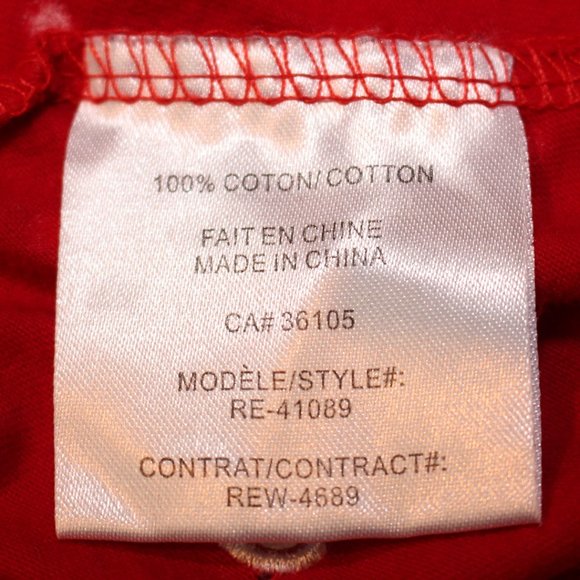 100% COTON/COTTON
FAIT EN CHINE
MADE IN CHINA
CA# 36105
MODÈLE/STYLE#:
RE-41089
CONTRAT/CONTRACT#:
REW-4689